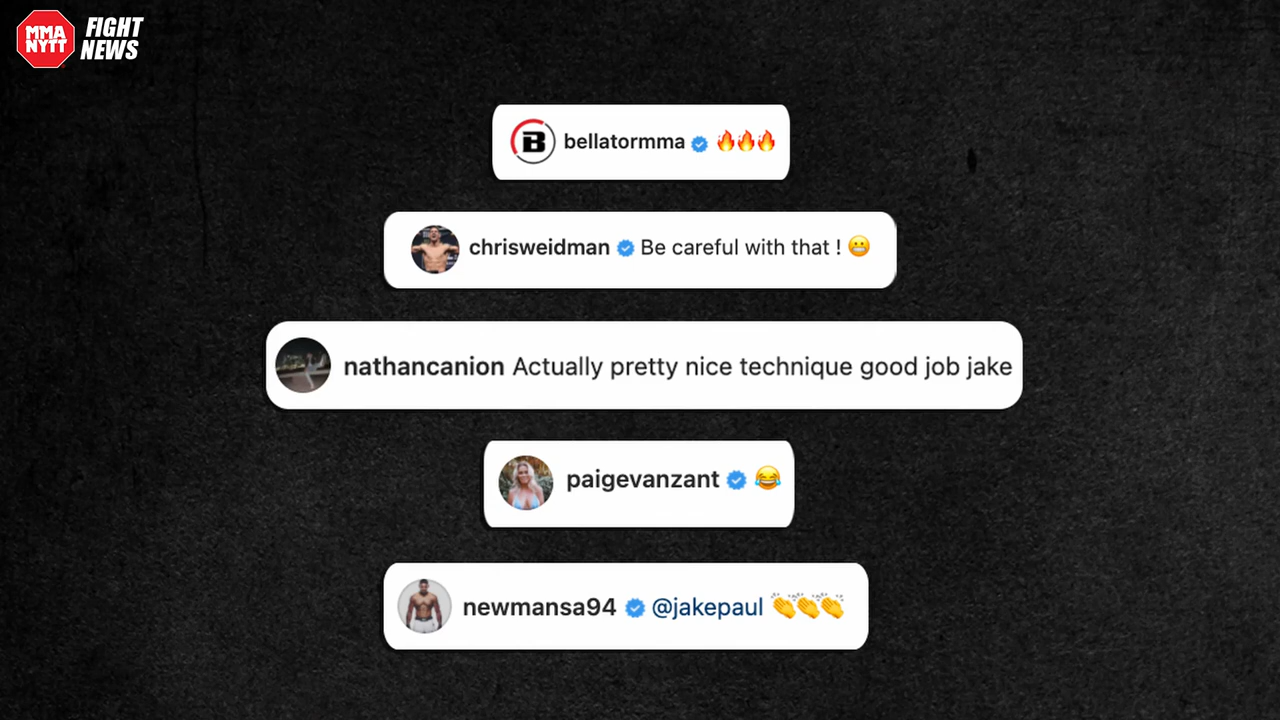 MMA NYTT FIGHT NEWS
bellatormma 🔥🔥🔥
chrisweidman Be careful with that ! 😬
nathancanion Actually pretty nice technique good job jake
paigevanzant 😂
newmansa94 @jakepaul 👏👏👏